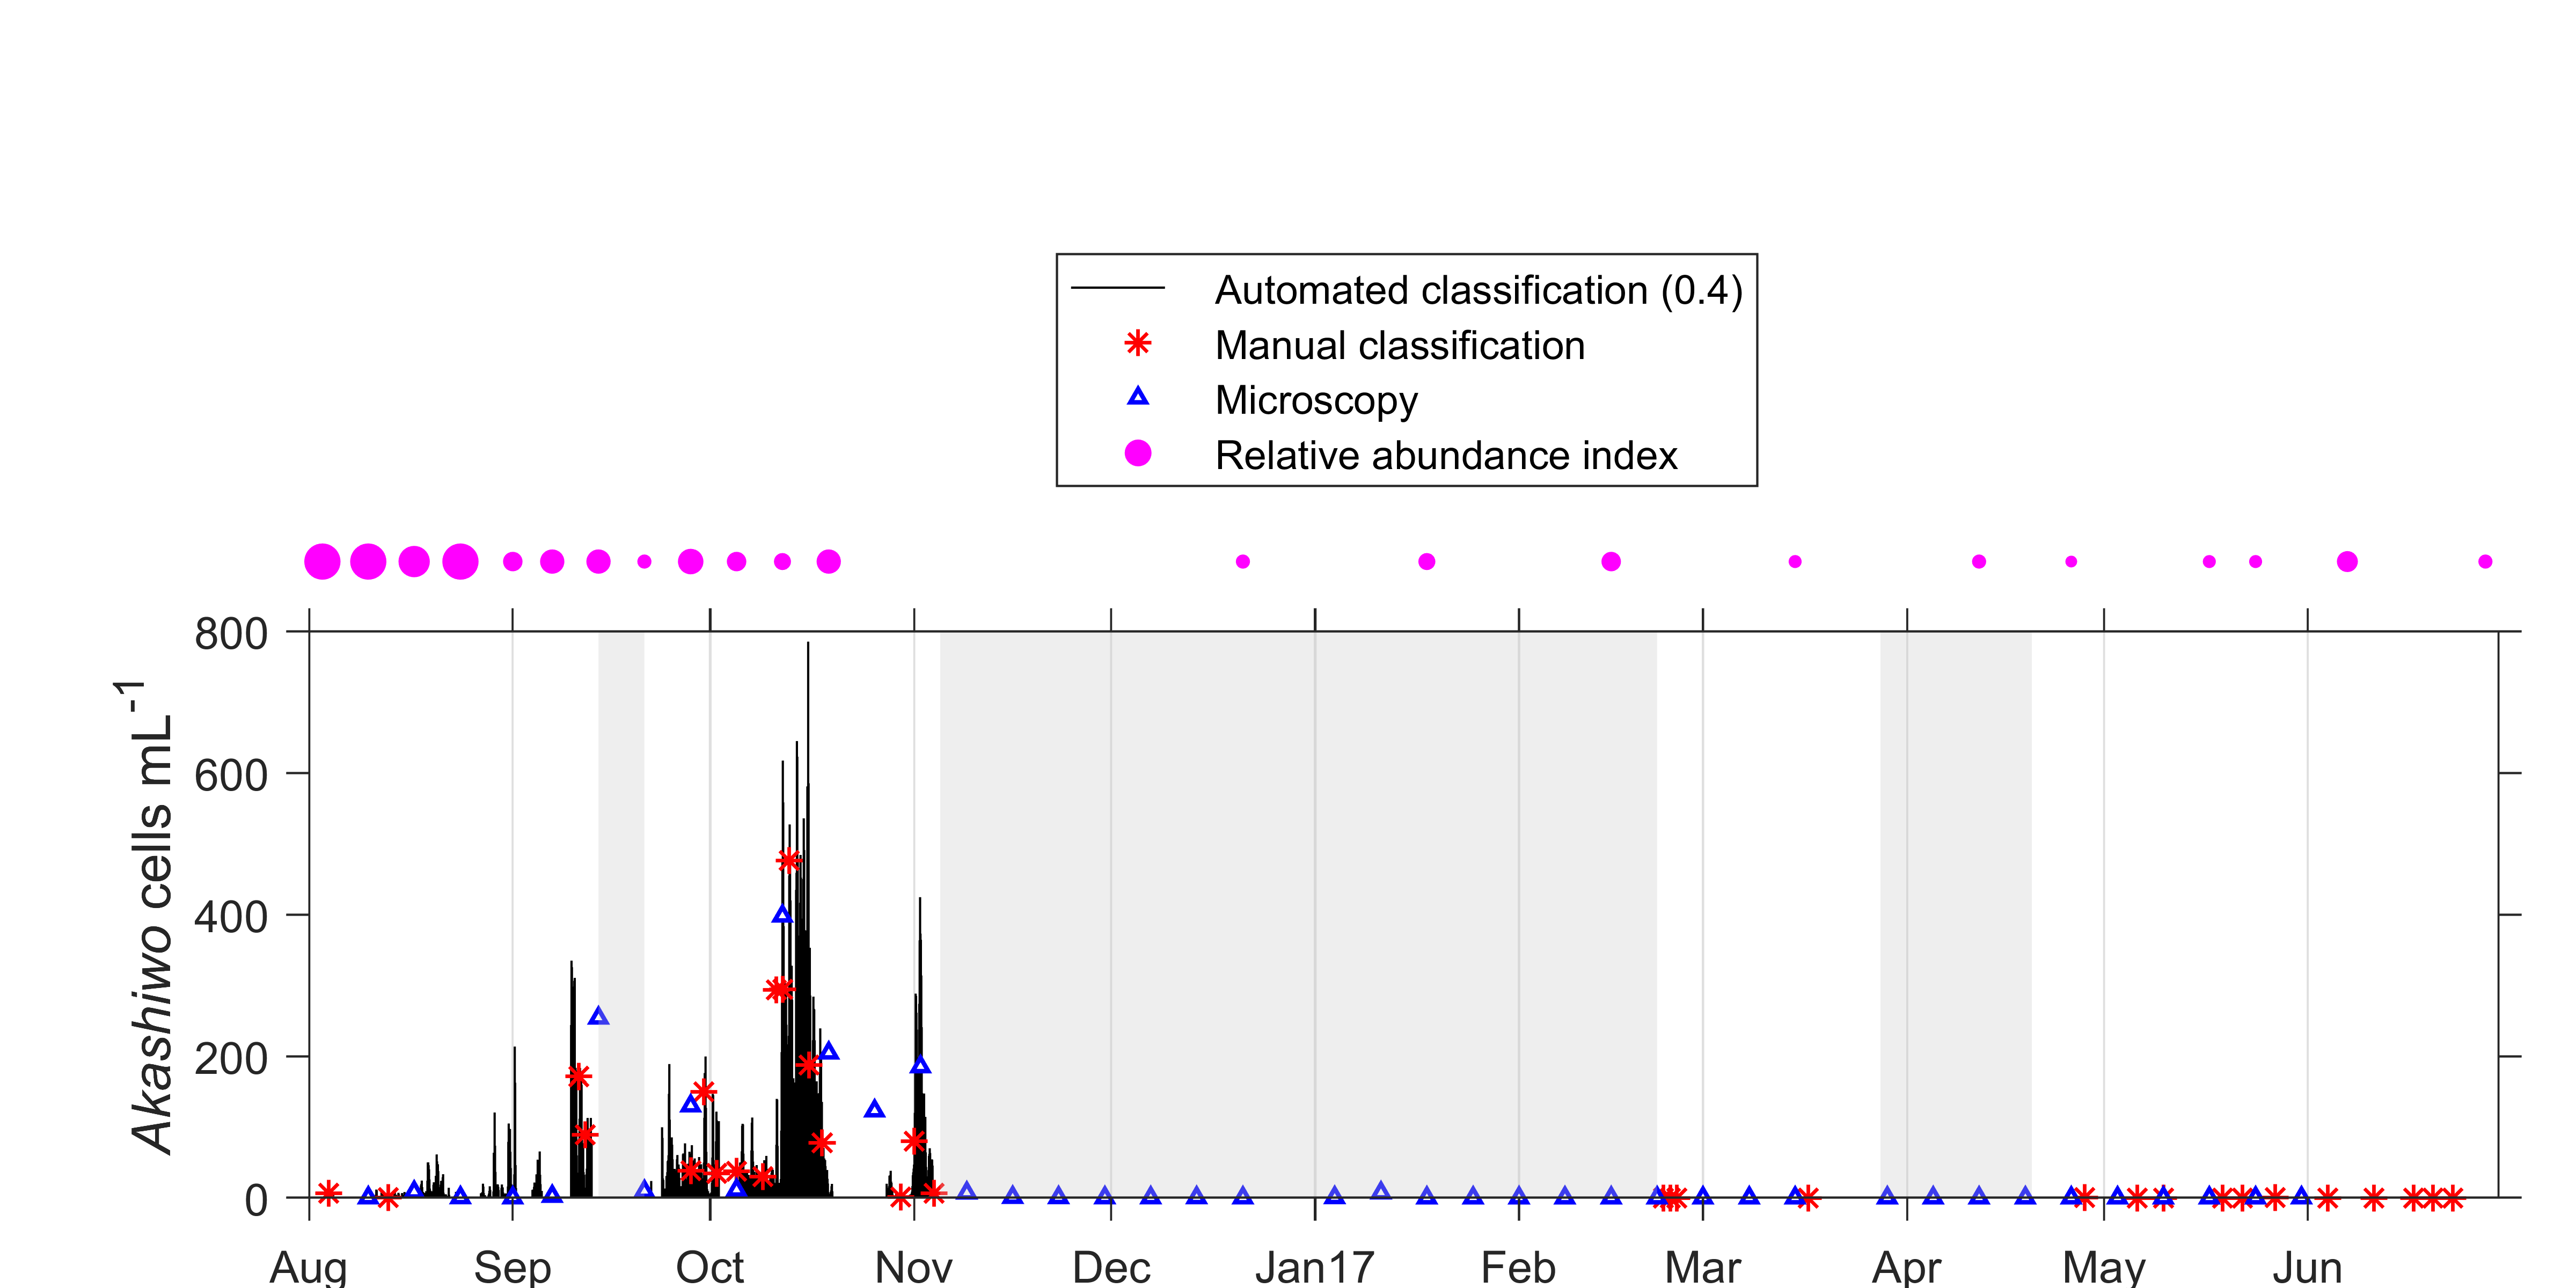 Automated classification (0.4)
Manual classification
Microscopy
Relative abundance index
800
600
400
200
0
Akashiwo cells mL-1
Aug Sep Oct Nov Dec Jan17 Feb Mar Apr May Jun